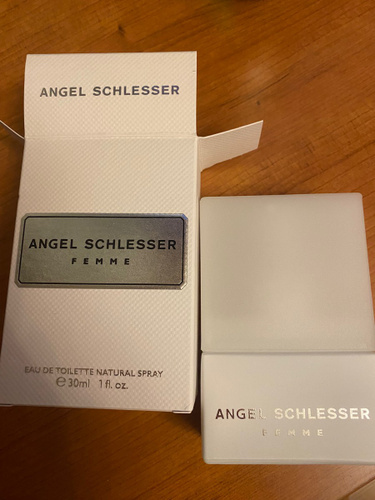 ANGEL SCHLESSER
ANGEL SCHLESSER
FEMME
EAU DE TOILETTE NATURAL SPRAY
℮ 30ml 1 fl. oz.
ANGEL SCHLESSER
FEMME